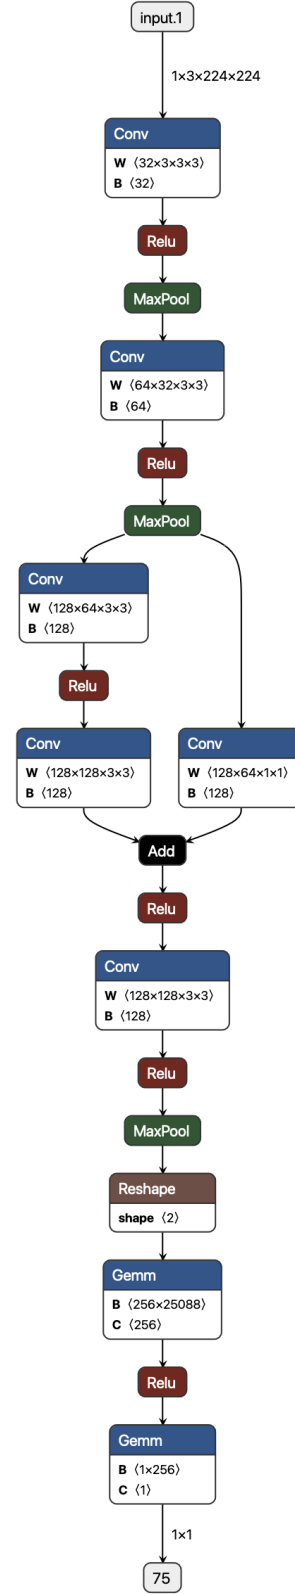 input.1
1×3×224×224
Conv
W ⟨32×3×3×3⟩
B ⟨32⟩
Relu
MaxPool
Conv
W ⟨64×32×3×3⟩
B ⟨64⟩
Relu
MaxPool
Conv
W ⟨128×64×3×3⟩
B ⟨128⟩
Relu
Conv
W ⟨128×128×3×3⟩
B ⟨128⟩
Conv
W ⟨128×64×1×1⟩
B ⟨128⟩
Add
Relu
Conv
W ⟨128×128×3×3⟩
B ⟨128⟩
Relu
MaxPool
Reshape
shape ⟨2⟩
Gemm
B ⟨256×25088⟩
C ⟨256⟩
Relu
Gemm
B ⟨1×256⟩
C ⟨1⟩
1×1
75